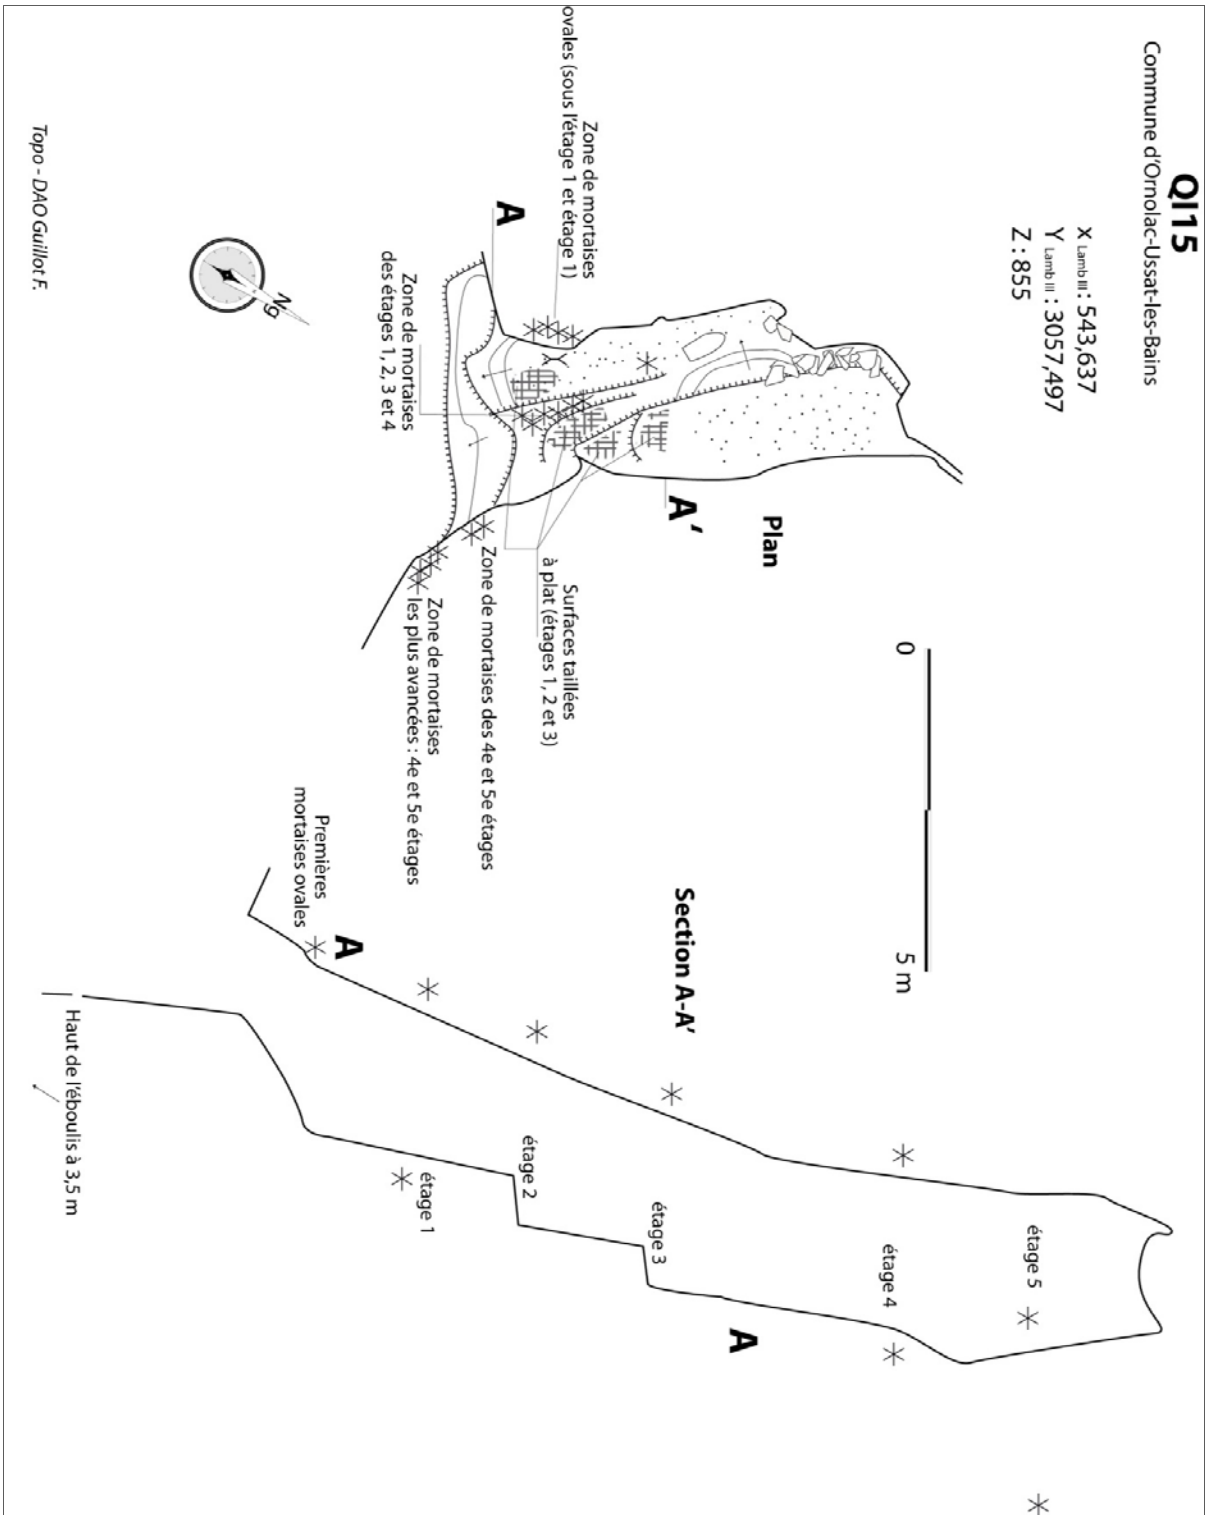 QI15
Commune d'Ornolac-Ussat-les-Bains
X Lamb III : 543,637
Y Lamb III : 3057,497
Z : 855
Zone de mortaises
ovales (sous l'étage 1 et étage 1)
A
Zone de mortaises
des étages 1, 2, 3 et 4
Ng
Topo - DAO Guillot F.
A'
Plan
Surfaces taillées
à plat (étages 1, 2 et 3)
Zone de mortaises des 4e et 5e étages
Zone de mortaises
les plus avancées : 4e et 5e étages
0
5 m
Section A-A'
Premières
mortaises ovales
A
Haut de l'éboulis à 3,5 m
étage 1
étage 2
étage 3
étage 4
étage 5
A